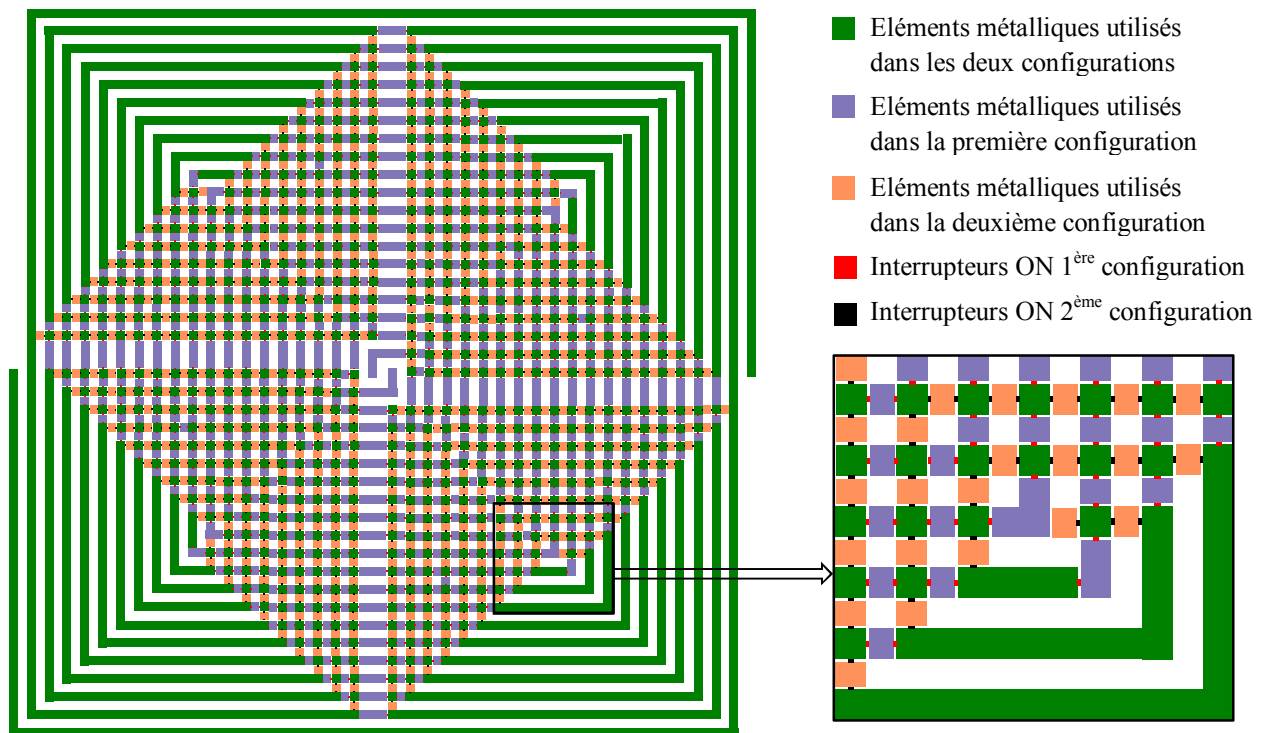 Eléments métalliques utilisés
dans les deux configurations
Eléments métalliques utilisés
dans la première configuration
Eléments métalliques utilisés
dans la deuxième configuration
Interrupteurs ON 1ère configuration
Interrupteurs ON 2ème configuration